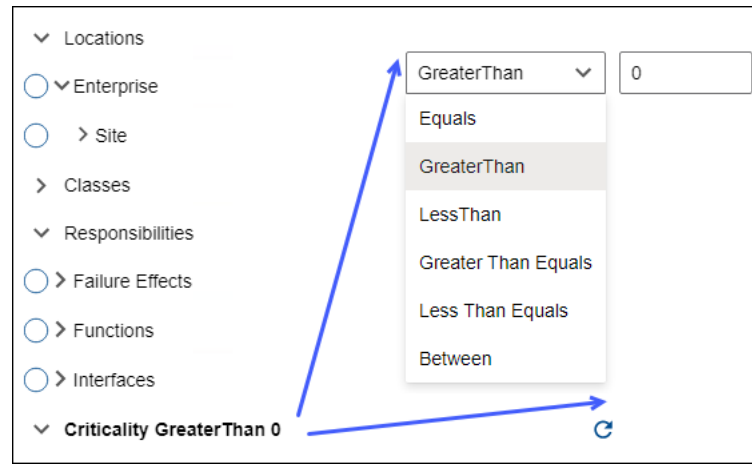 Locations
Enterprise
Site
Classes
Responsibilities
Failure Effects
Functions
Interfaces
Criticality GreaterThan 0
GreaterThan
0
Equals
GreaterThan
LessThan
Greater Than Equals
Less Than Equals
Between